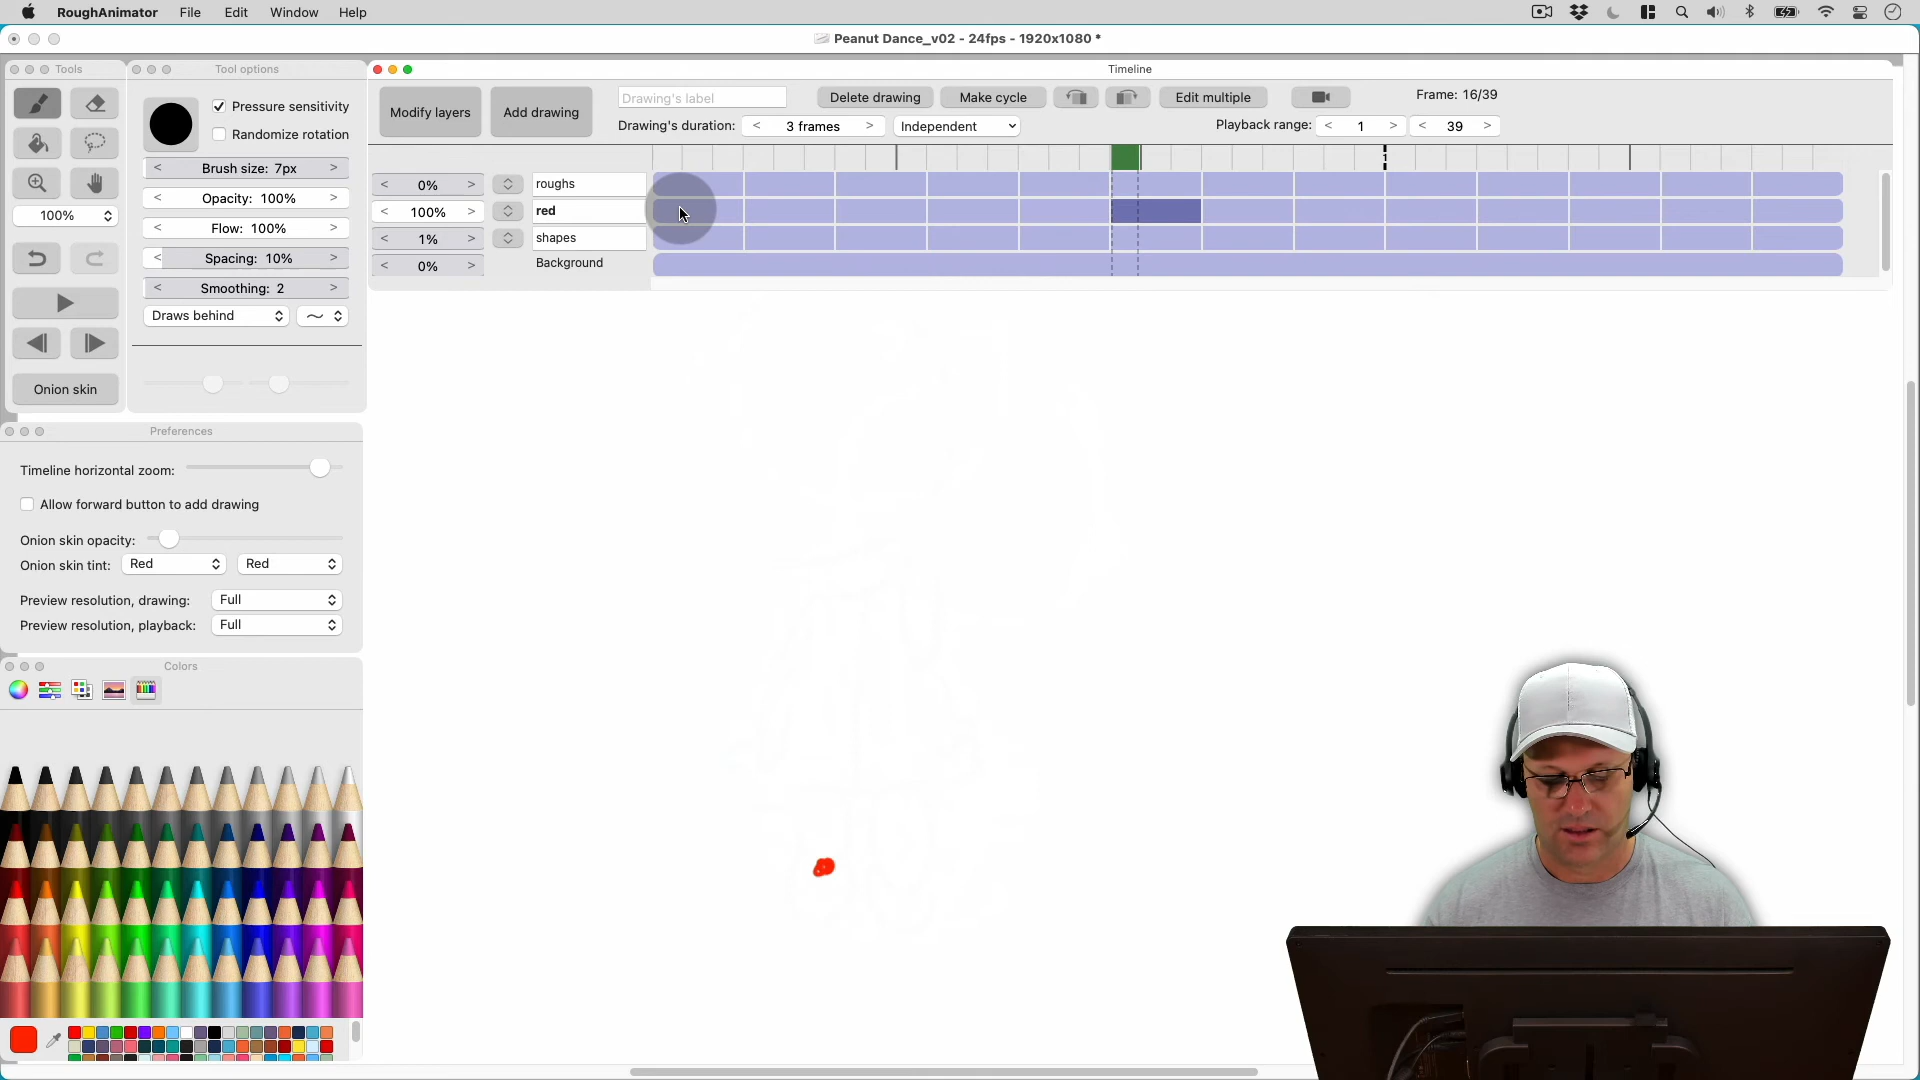 RoughAnimator File Edit Window Help
Peanut Dance_v02 - 24fps - 1920x1080 *
Tools
Tool options
Timeline
Pressure sensitivity
Randomize rotation
< Brush size: 7px >
< Opacity: 100% >
< Flow: 100% >
< Spacing: 10% >
< Smoothing: 2 >
Draws behind
100%
Onion skin
Modify layers
Add drawing
Drawing's label
Delete drawing
Make cycle
Edit multiple
Frame: 16/39
Drawing's duration: < 3 frames > Independent
Playback range: < 1 > < 39 >
1
< 0% > roughs
< 100% > red
< 1% > shapes
< 0% > Background
Preferences
Timeline horizontal zoom:
Allow forward button to add drawing
Onion skin opacity:
Onion skin tint: Red Red
Preview resolution, drawing: Full
Preview resolution, playback: Full
Colors